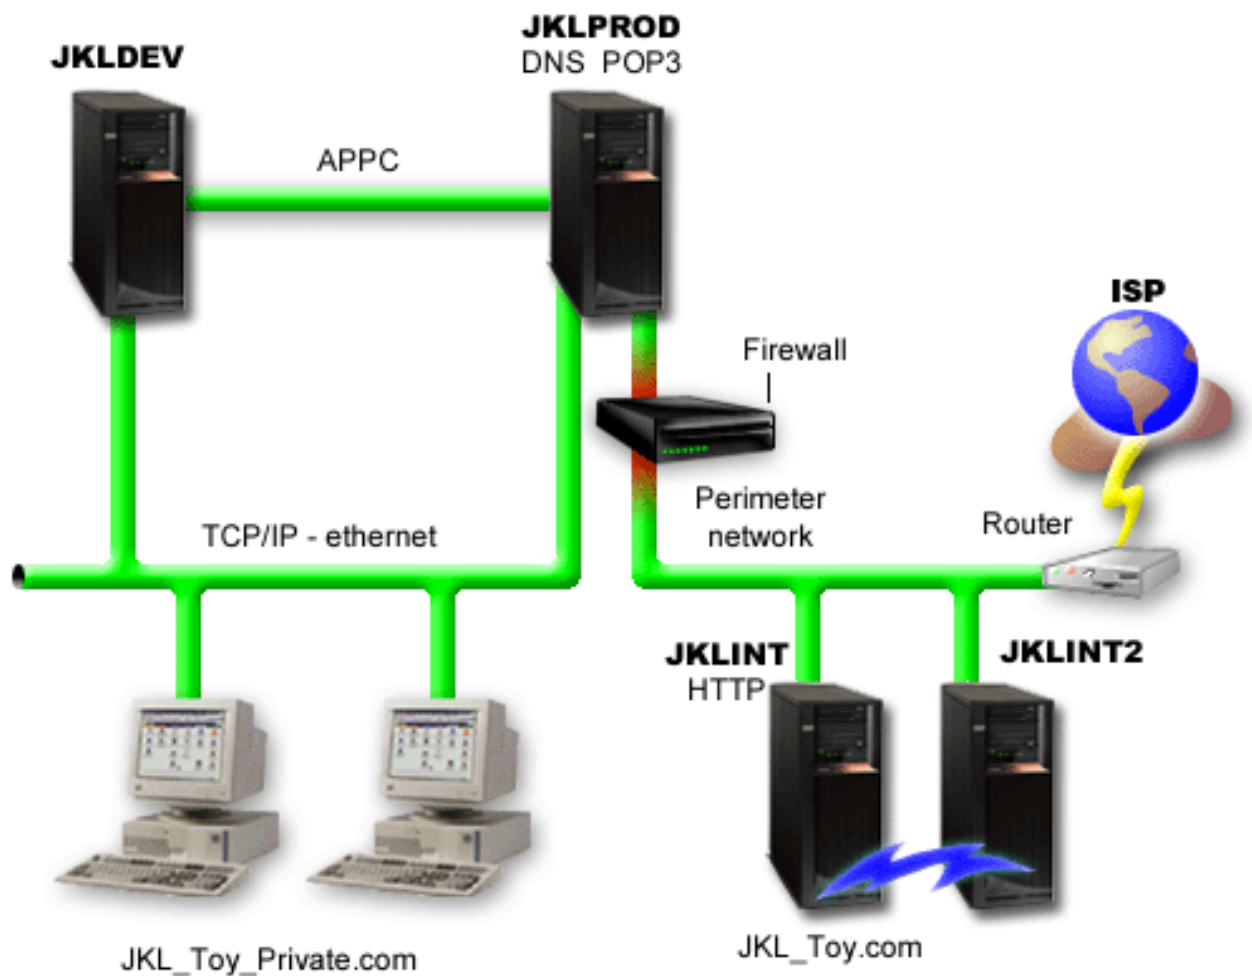 JKLPROD
DNS POP3
JKLDEV
APPC
ISP
Firewall
Perimeter
network
Router
TCP/IP - ethernet
JKLINT
HTTP
JKLINT2
JKL_Toy.com
JKL_Toy_Private.com